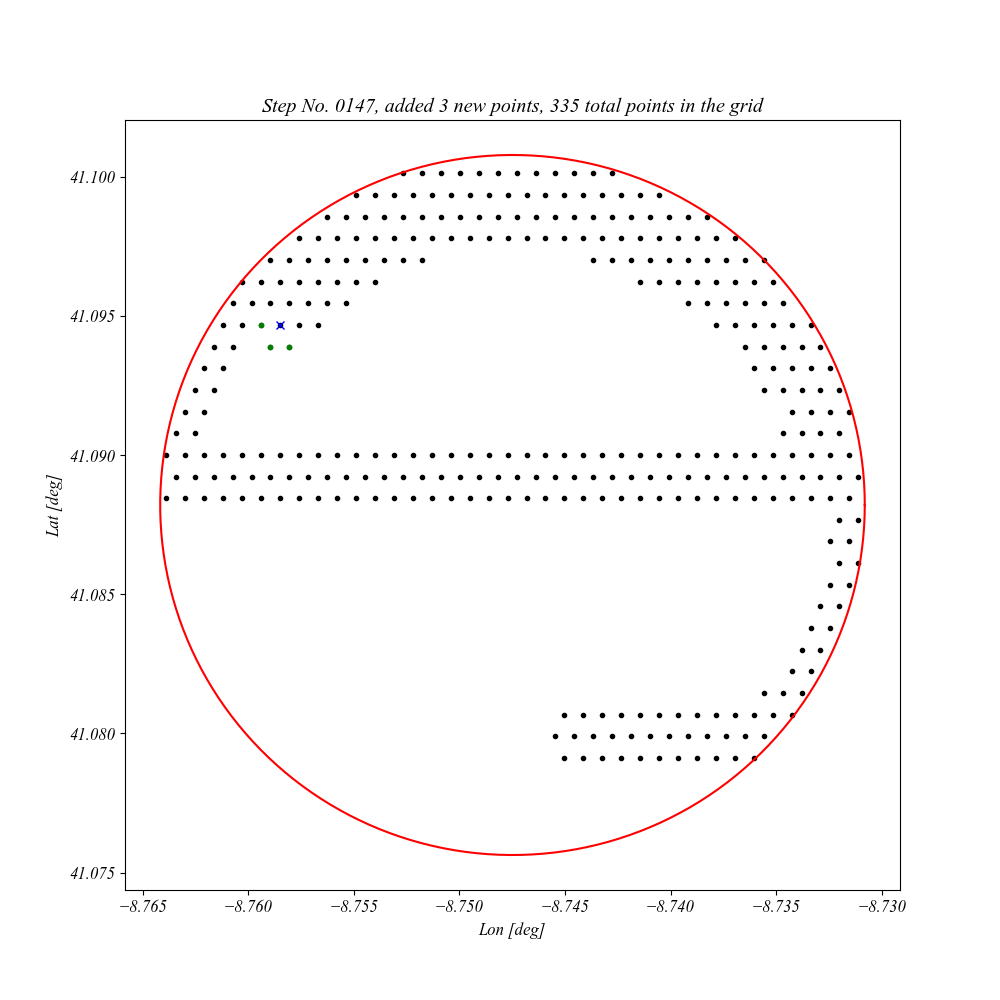 Step No. 0147, added 3 new points, 335 total points in the grid
41.100
41.095
41.090
41.085
41.080
41.075
Lat [deg]
−8.765 −8.760 −8.755 −8.750 −8.745 −8.740 −8.735 −8.730
Lon [deg]